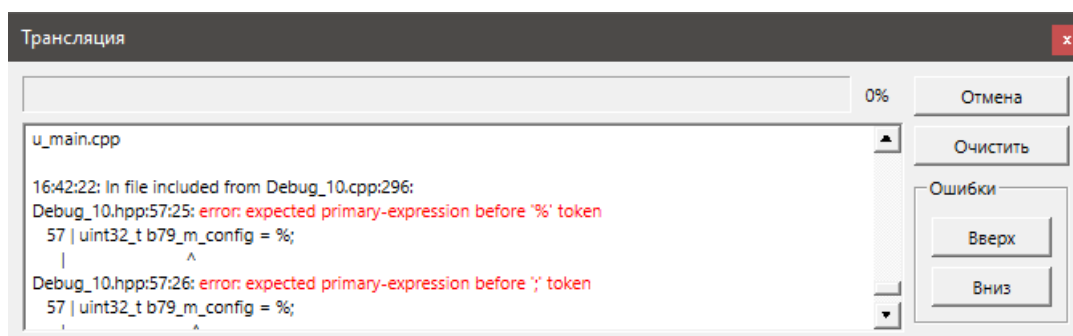 Трансляция
x
0%
Отмена
u_main.cpp
Очистить
16:42:22: In file included from Debug_10.cpp:296:
Ошибки
Debug_10.hpp:57:25: error: expected primary-expression before '%' token
57 | uint32_t b79_m_config = %;
Вверх
| ^
Debug_10.hpp:57:26: error: expected primary-expression before ';' token
Вниз
57 | uint32_t b79_m_config = %;
| ^